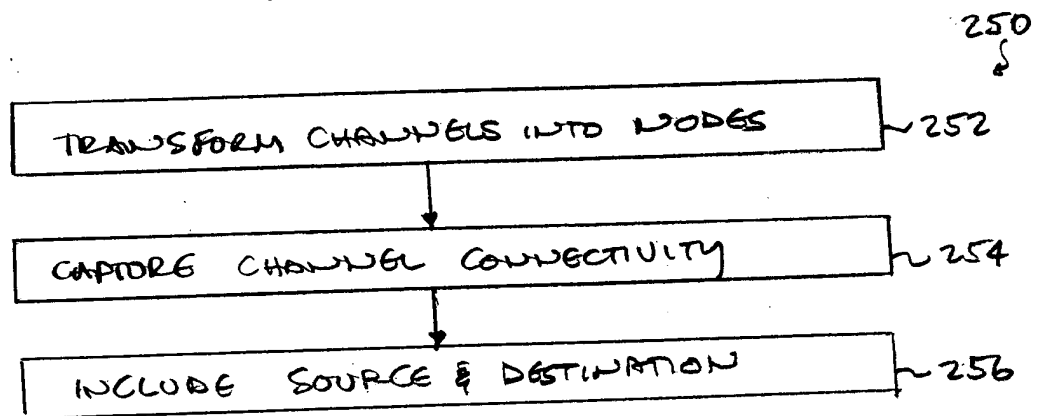 250
TRANSFORM CHANNELS INTO NODES 252
CAPTURE CHANNEL CONNECTIVITY 254
INCLUDE SOURCE & DESTINATION 256